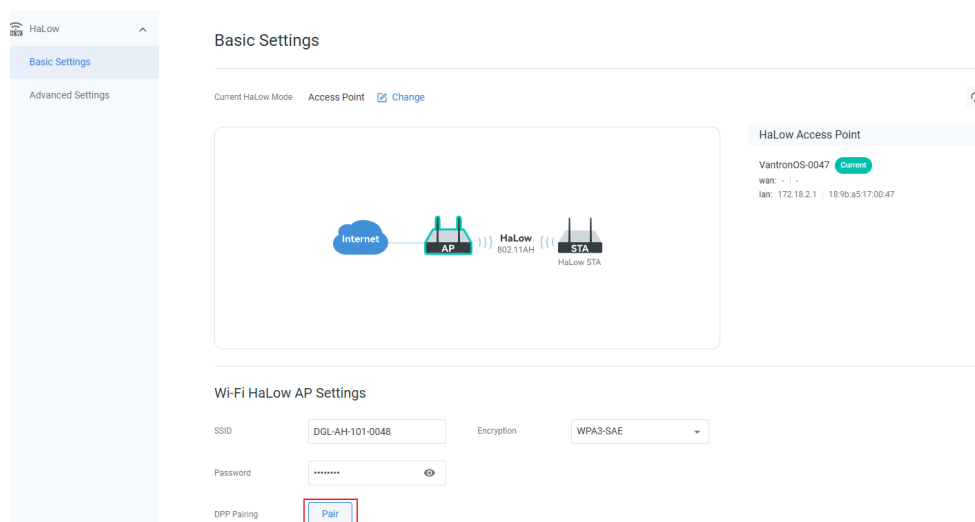 HaLow
Basic Settings
Advanced Settings
Basic Settings
Current HaLow Mode Access Point Change
HaLow Access Point
VantronOS-0047 Current
wan: - | -
lan: 172.18.2.1 | 18:9b:a5:17:00:47
Internet
AP
HaLow
802.11AH
STA
HaLow STA
Wi-Fi HaLow AP Settings
SSID DGL-AH-101-0048 Encryption WPA3-SAE
Password ••••••••
DPP Pairing Pair